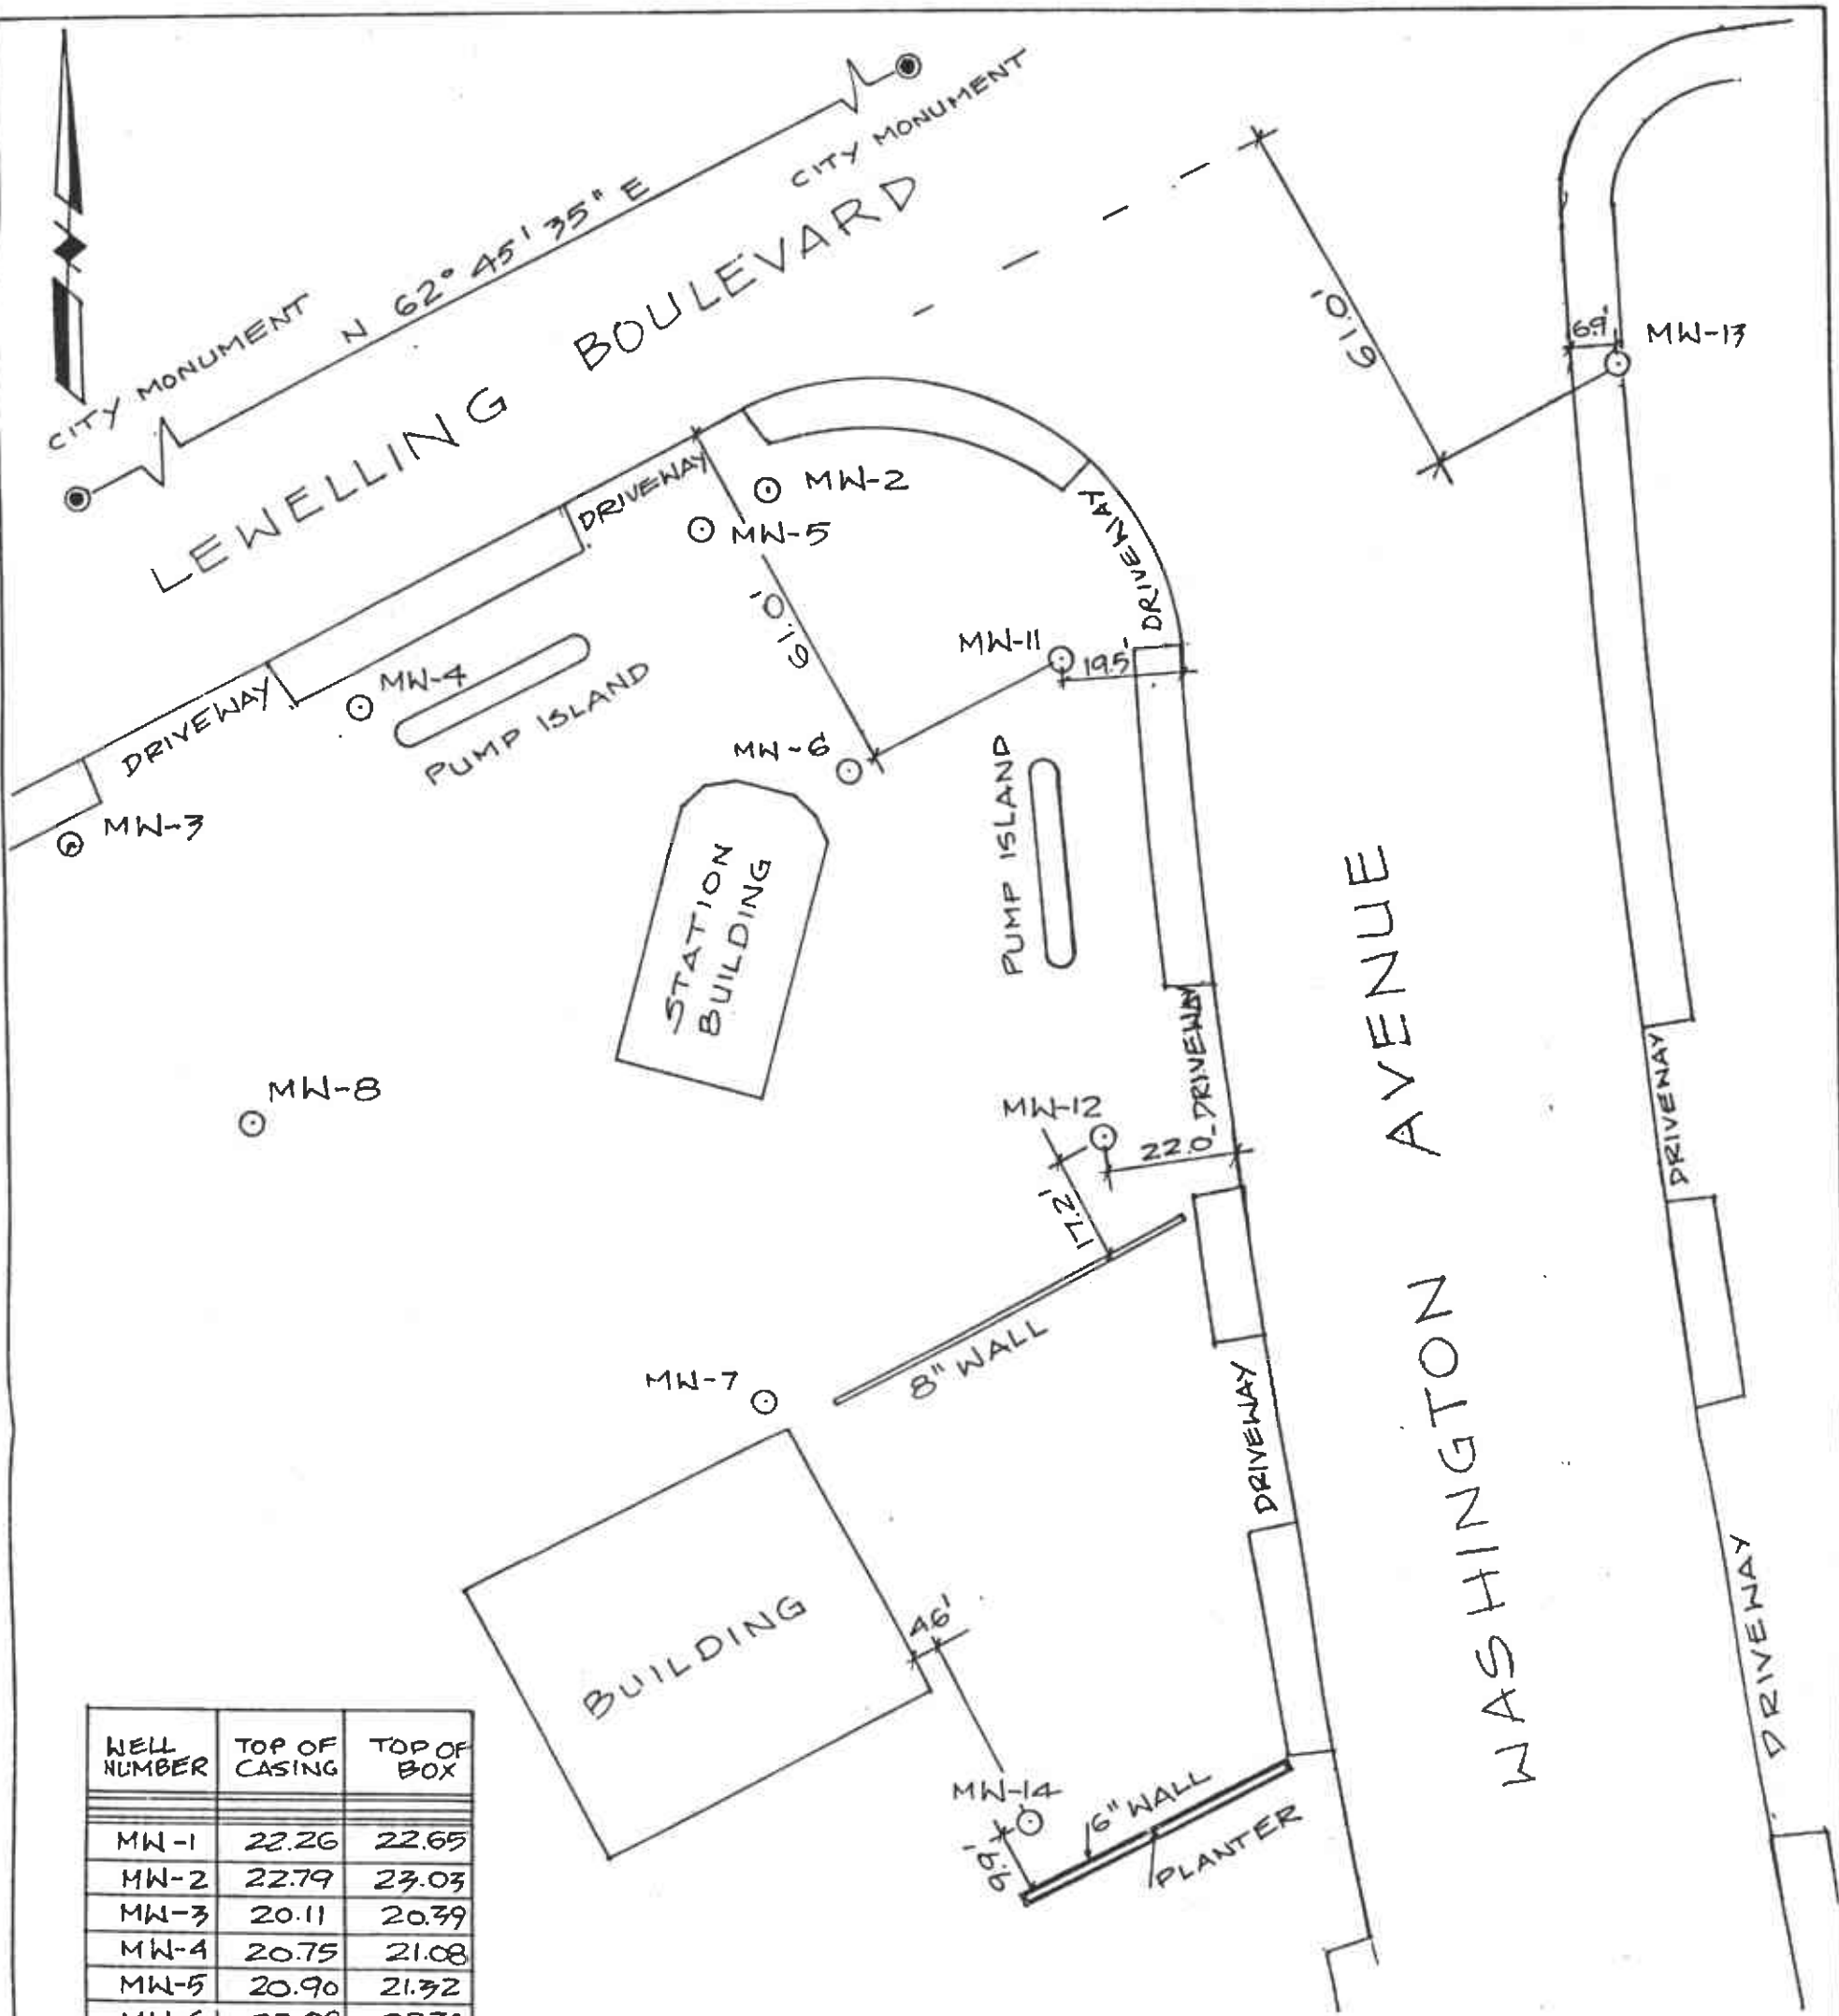 CITY MONUMENT
N 62° 45' 35" E
CITY MONUMENT
LEWELLING BOULEVARD
61.0'
6.9'
MW-13
DRIVEWAY
MW-2
MW-5
DRIVEWAY
DRIVEWAY
61.0'
MW-11
19.5'
DRIVEWAY
MW-4
PUMP ISLAND
MW-6
MW-3
STATION
BUILDING
PUMP ISLAND
WASHINGTON AVENUE
DRIVEWAY
MW-8
MW-12
22.0
17.2'
DRIVEWAY
8" WALL
MW-7
DRIVEWAY
BUILDING
4.6'
DRIVEWAY
MW-14
9.9'
6" WALL
PLANTER
WELL NUMBER TOP OF CASING TOP OF BOX
MW-1 22.26 22.65
MW-2 22.79 23.03
MW-3 20.11 20.39
MW-4 20.75 21.08
MW-5 20.90 21.32